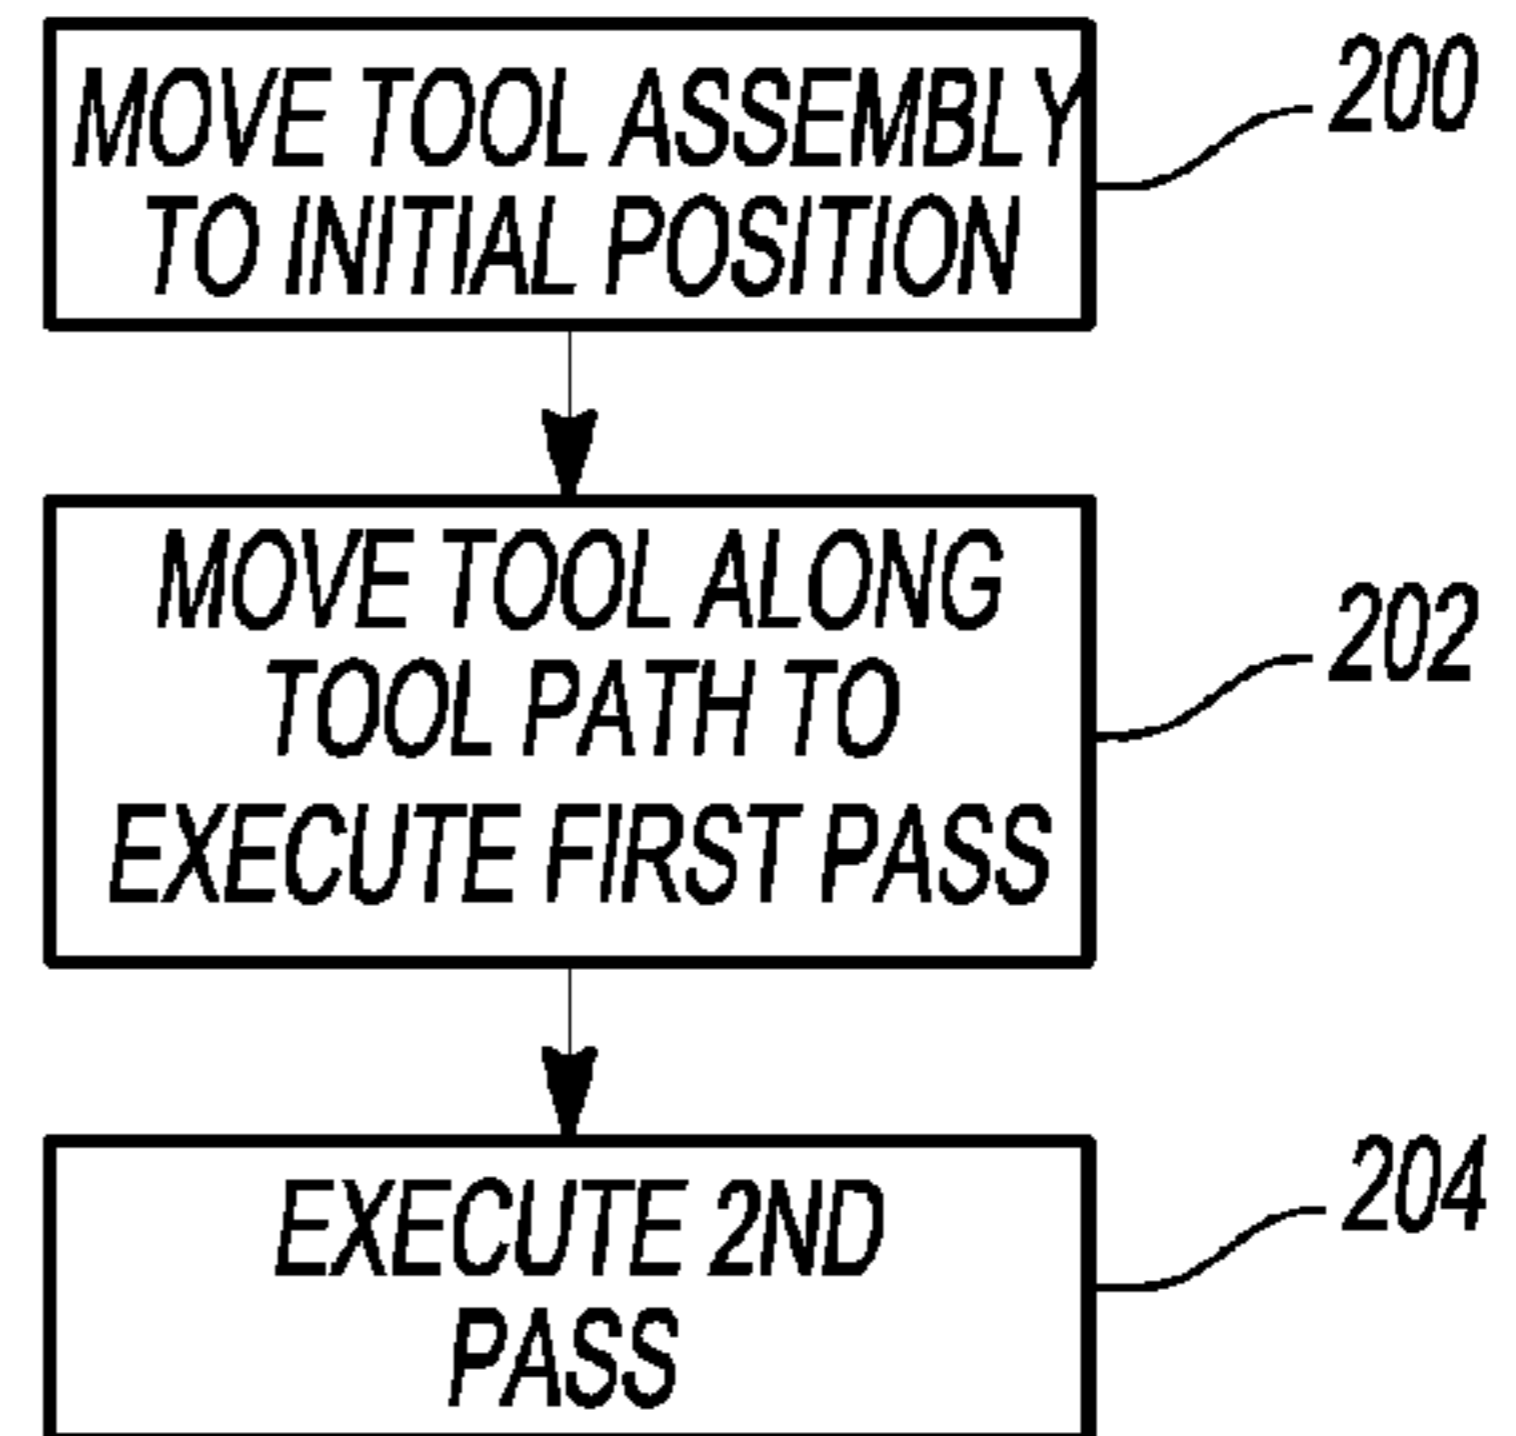 MOVE TOOL ASSEMBLY
TO INITIAL POSITION
200
MOVE TOOL ALONG
TOOL PATH TO
EXECUTE FIRST PASS
202
EXECUTE 2ND
PASS
204